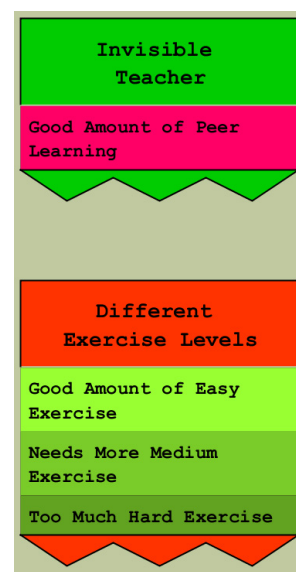 Invisible
Teacher
Good Amount of Peer
Learning
Different
Exercise Levels
Good Amount of Easy
Exercise
Needs More Medium
Exercise
Too Much Hard Exercise